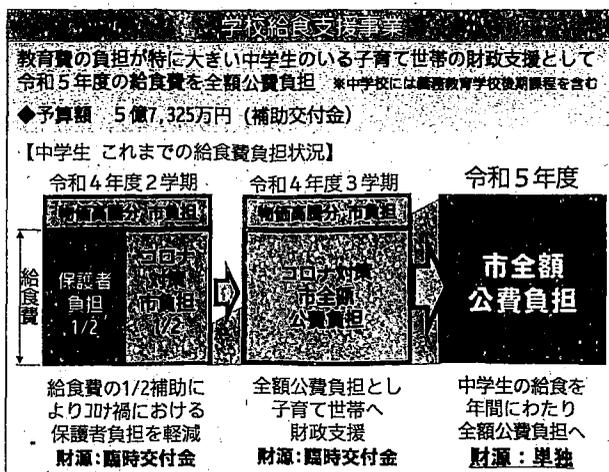 学校給食支援事業
教育費の負担が特に大きい中学生のいる子育て世帯の財政支援として
令和5年度の給食費を全額公費負担 ※中学校には義務教育学校後期課程を含む
◆予算額 5億7,325万円 (補助交付金)
【中学生 これまでの給食費負担状況】
令和4年度2学期
物価高騰分 市負担
給食費
保護者
負担
1/2
コロナ
対策
市負担
1/2
給食費の1/2補助に
よりコロナ禍における
保護者負担を軽減
財源:臨時交付金
令和4年度3学期
物価高騰分 市負担
コロナ対策
市全額
公費負担
全額公費負担とし
子育て世帯へ
財政支援
財源:臨時交付金
令和5年度
市全額
公費負担
中学生の給食を
年間にわたり
全額公費負担へ
財源:単独